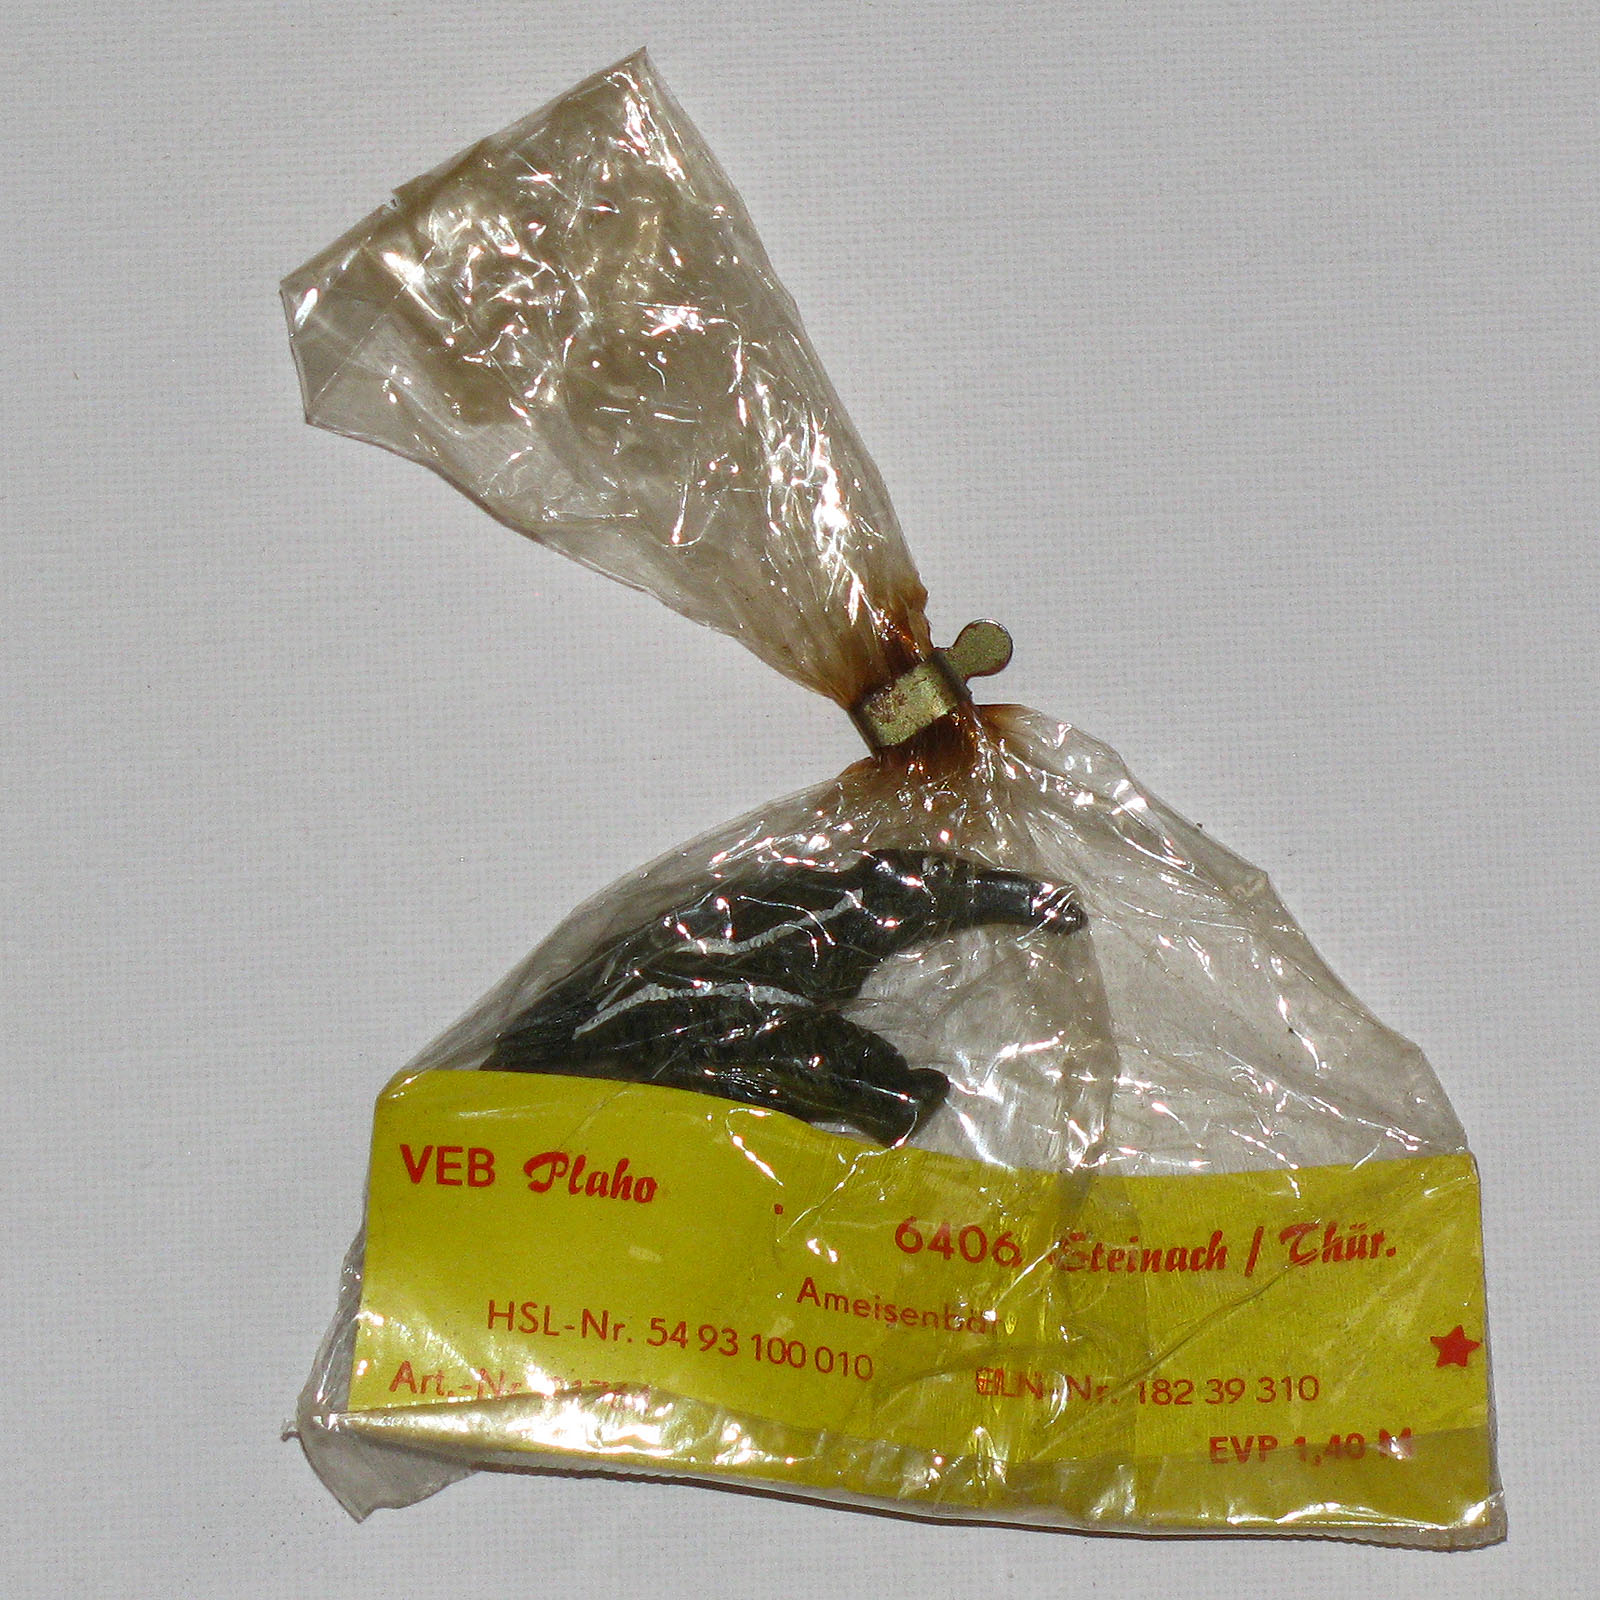 VEB Plaho
6406 Steinach / Thür.
Ameisenbär
HSL-Nr. 54 93 100 010
Art.-Nr.
ELN-Nr. 182 39 310
EVP 1,40 M